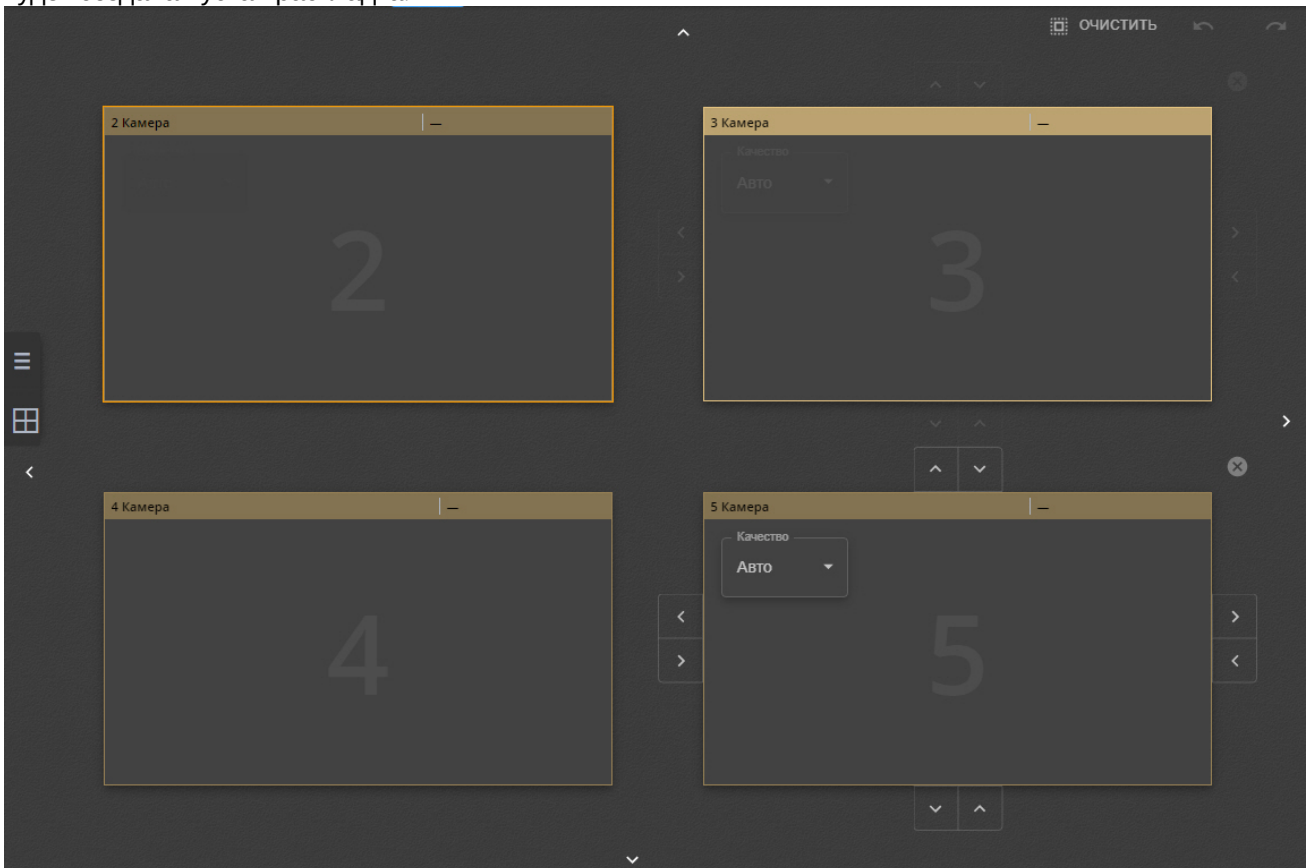 ОЧИСТИТЬ
2 Камера —
3 Камера —
Качество
Авто
2
3
4 Камера —
5 Камера —
Качество
Авто
4
5